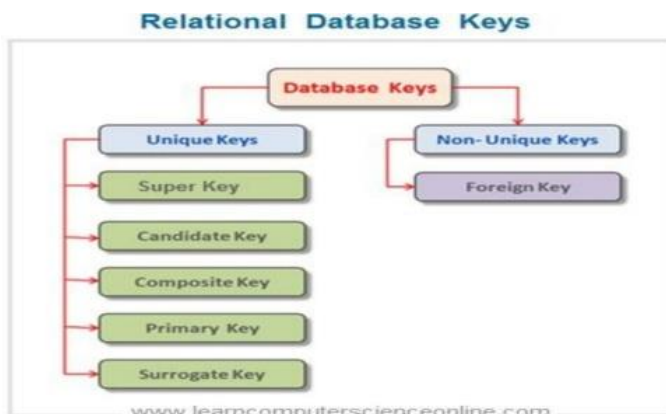 Relational Database Keys
Database Keys
Unique Keys
Non-Unique Keys
Super Key
Foreign Key
Candidate Key
Composite Key
Primary Key
Surrogate Key
www.learncomputerscienceonline.com